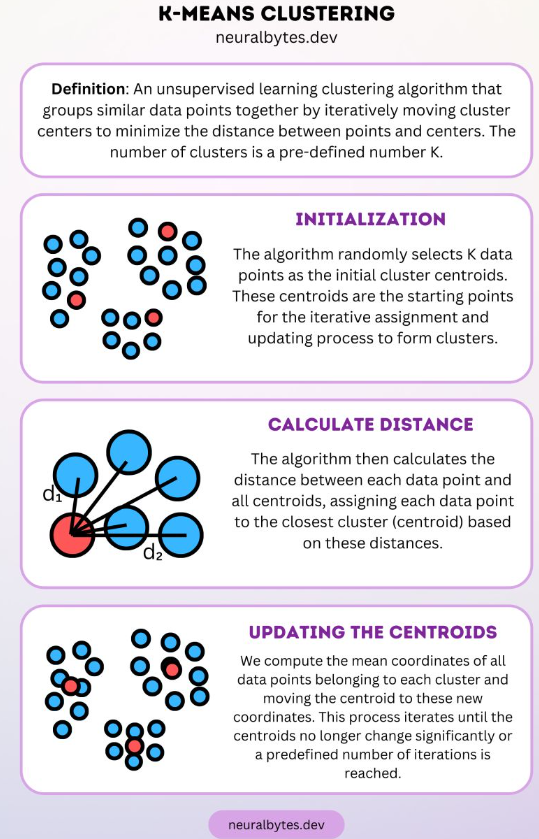 K-MEANS CLUSTERING
neuralbytes.dev
Definition: An unsupervised learning clustering algorithm that
groups similar data points together by iteratively moving cluster
centers to minimize the distance between points and centers. The
number of clusters is a pre-defined number K.
INITIALIZATION
The algorithm randomly selects K data
points as the initial cluster centroids.
These centroids are the starting points
for the iterative assignment and
updating process to form clusters.
CALCULATE DISTANCE
The algorithm then calculates the
distance between each data point and
all centroids, assigning each data point
to the closest cluster (centroid) based
on these distances.
d₁
d₂
UPDATING THE CENTROIDS
We compute the mean coordinates of all
data points belonging to each cluster and
moving the centroid to these new
coordinates. This process iterates until the
centroids no longer change significantly or
a predefined number of iterations is
reached.
neuralbytes.dev